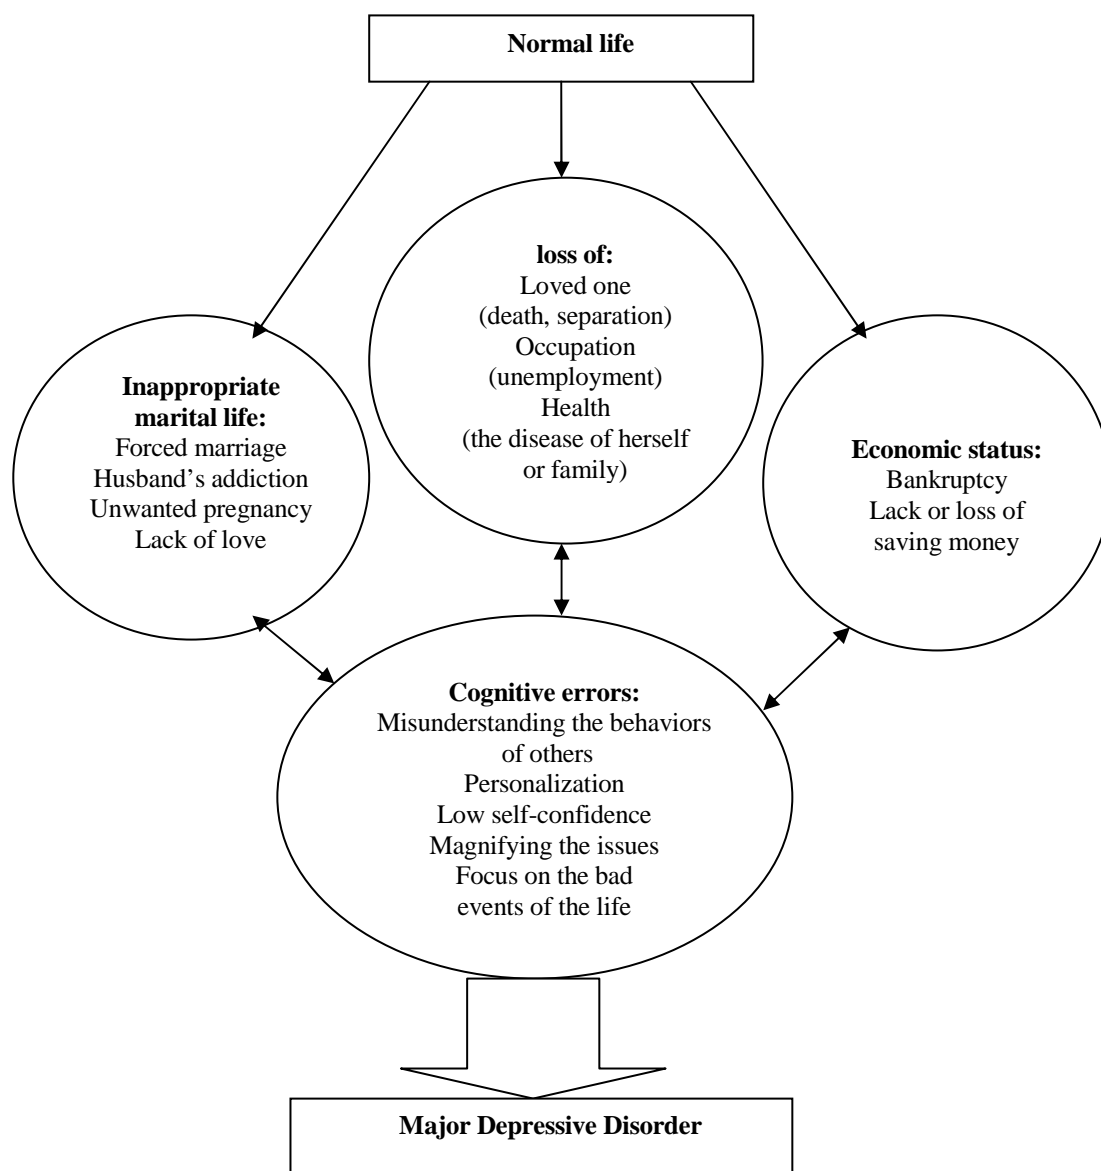 Normal life
loss of:
Loved one
(death, separation)
Occupation
(unemployment)
Health
(the disease of herself
or family)
Inappropriate
marital life:
Forced marriage
Husband’s addiction
Unwanted pregnancy
Lack of love
Economic status:
Bankruptcy
Lack or loss of
saving money
Cognitive errors:
Misunderstanding the behaviors
of others
Personalization
Low self-confidence
Magnifying the issues
Focus on the bad
events of the life
Major Depressive Disorder